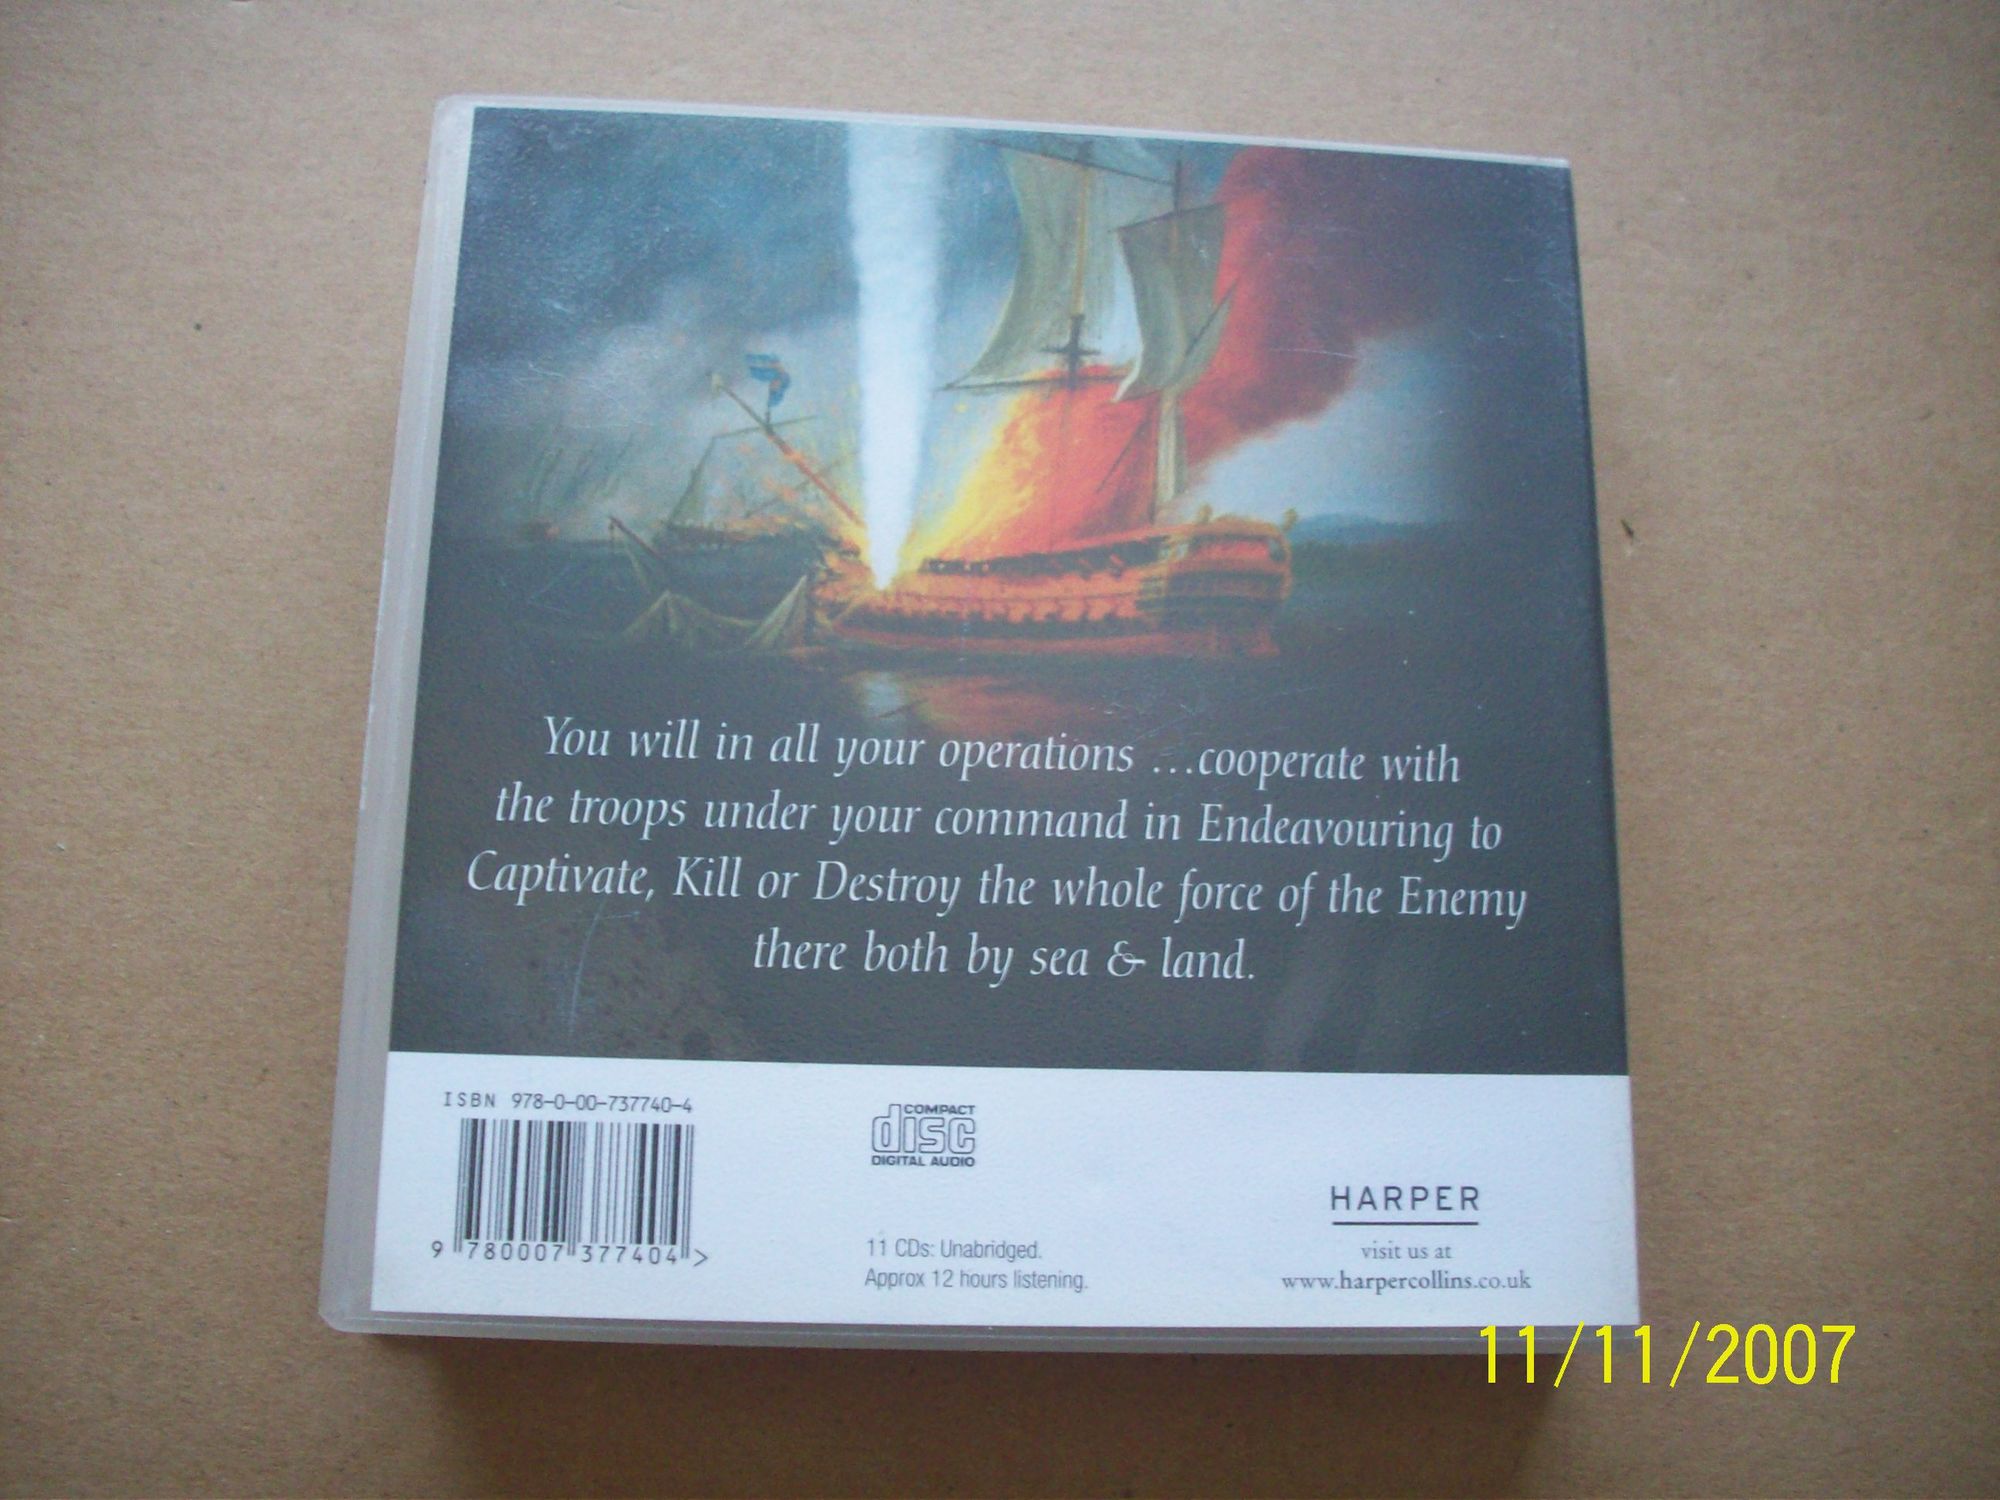 You will in all your operations ...cooperate with
the troops under your command in Endeavouring to
Captivate, Kill or Destroy the whole force of the Enemy
there both by sea & land.
ISBN 978-0-00-737740-4
9 780007 377404 >
COMPACT
disc
DIGITAL AUDIO
11 CDs: Unabridged.
Approx 12 hours listening.
HARPER
visit us at
www.harpercollins.co.uk
11/11/2007